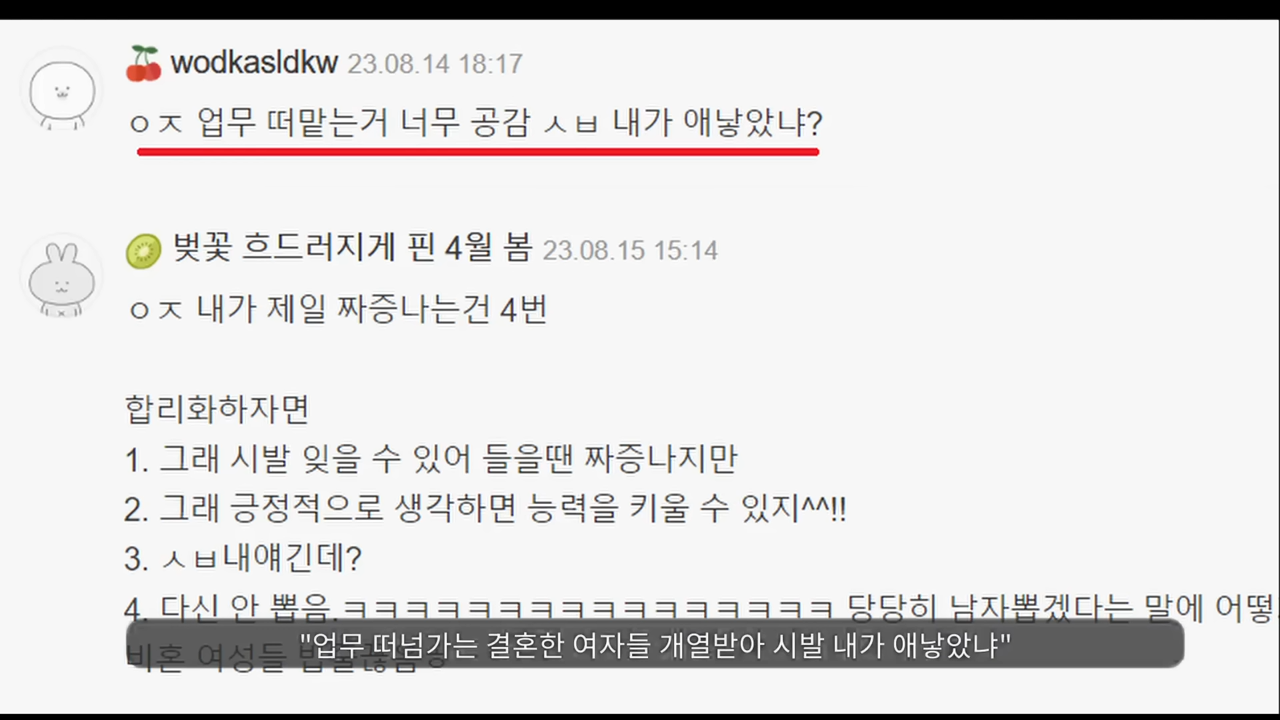 wodkasldkw 23.08.14 18:17
ㅇㅈ 업무 떠맡는거 너무 공감 ㅅㅂ 내가 애낳았냐?
벚꽃 흐드러지게 핀 4월 봄 23.08.15 15:14
ㅇㅈ 내가 제일 짜증나는건 4번
합리화하자면
1. 그래 시발 잊을 수 있어 들을땐 짜증나지만
2. 그래 긍정적으로 생각하면 능력을 키울 수 있지^^!!
3. ㅅㅂ내얘긴데?
4. 다신 안 뽑음.ㅋㅋㅋㅋㅋㅋㅋㅋㅋㅋㅋㅋㅋㅋㅋㅋ 당당히 남자뽑겠다는 말에 어떻
비혼 여성들
"업무 떠넘가는 결혼한 여자들 개열받아 시발 내가 애낳았냐"